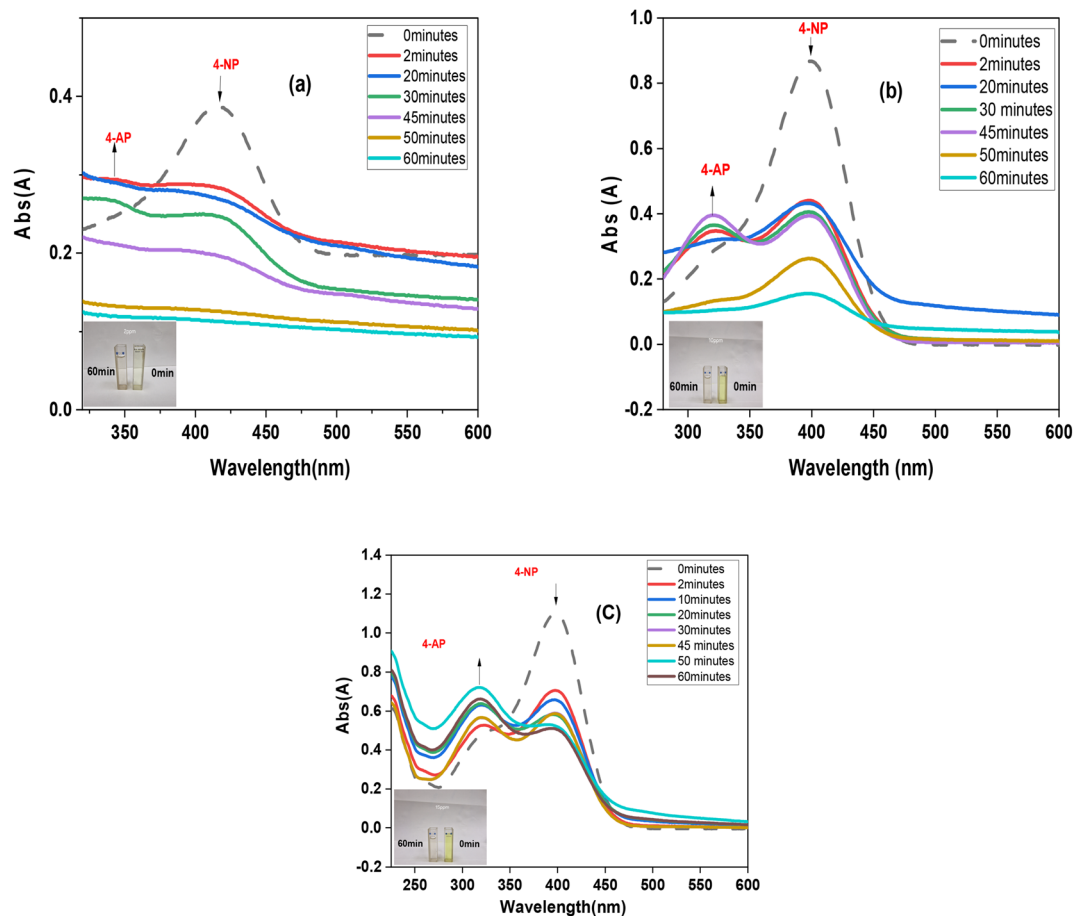 0minutes
2minutes
20minutes
30minutes
45minutes
50minutes
60minutes
(a)
4-NP
4-AP
0.4
0.2
0.0
Abs(A)
60min
0min
350
400
450
500
550
600
Wavelength(nm)
0minutes
2minutes
20minutes
30 minutes
45minutes
50minutes
60minutes
(b)
4-NP
4-AP
1.0
0.8
0.6
0.4
0.2
0.0
-0.2
Abs (A)
60min
0min
300
350
400
450
500
550
600
Wavelength (nm)
0minutes
2minutes
10minutes
20minutes
30minutes
45 minutes
50 minutes
60minutes
(C)
4-NP
4-AP
1.4
1.2
1.0
0.8
0.6
0.4
0.2
0.0
-0.2
Abs(A)
60min
0min
250
300
350
400
450
500
550
600
Wavelength(nm)